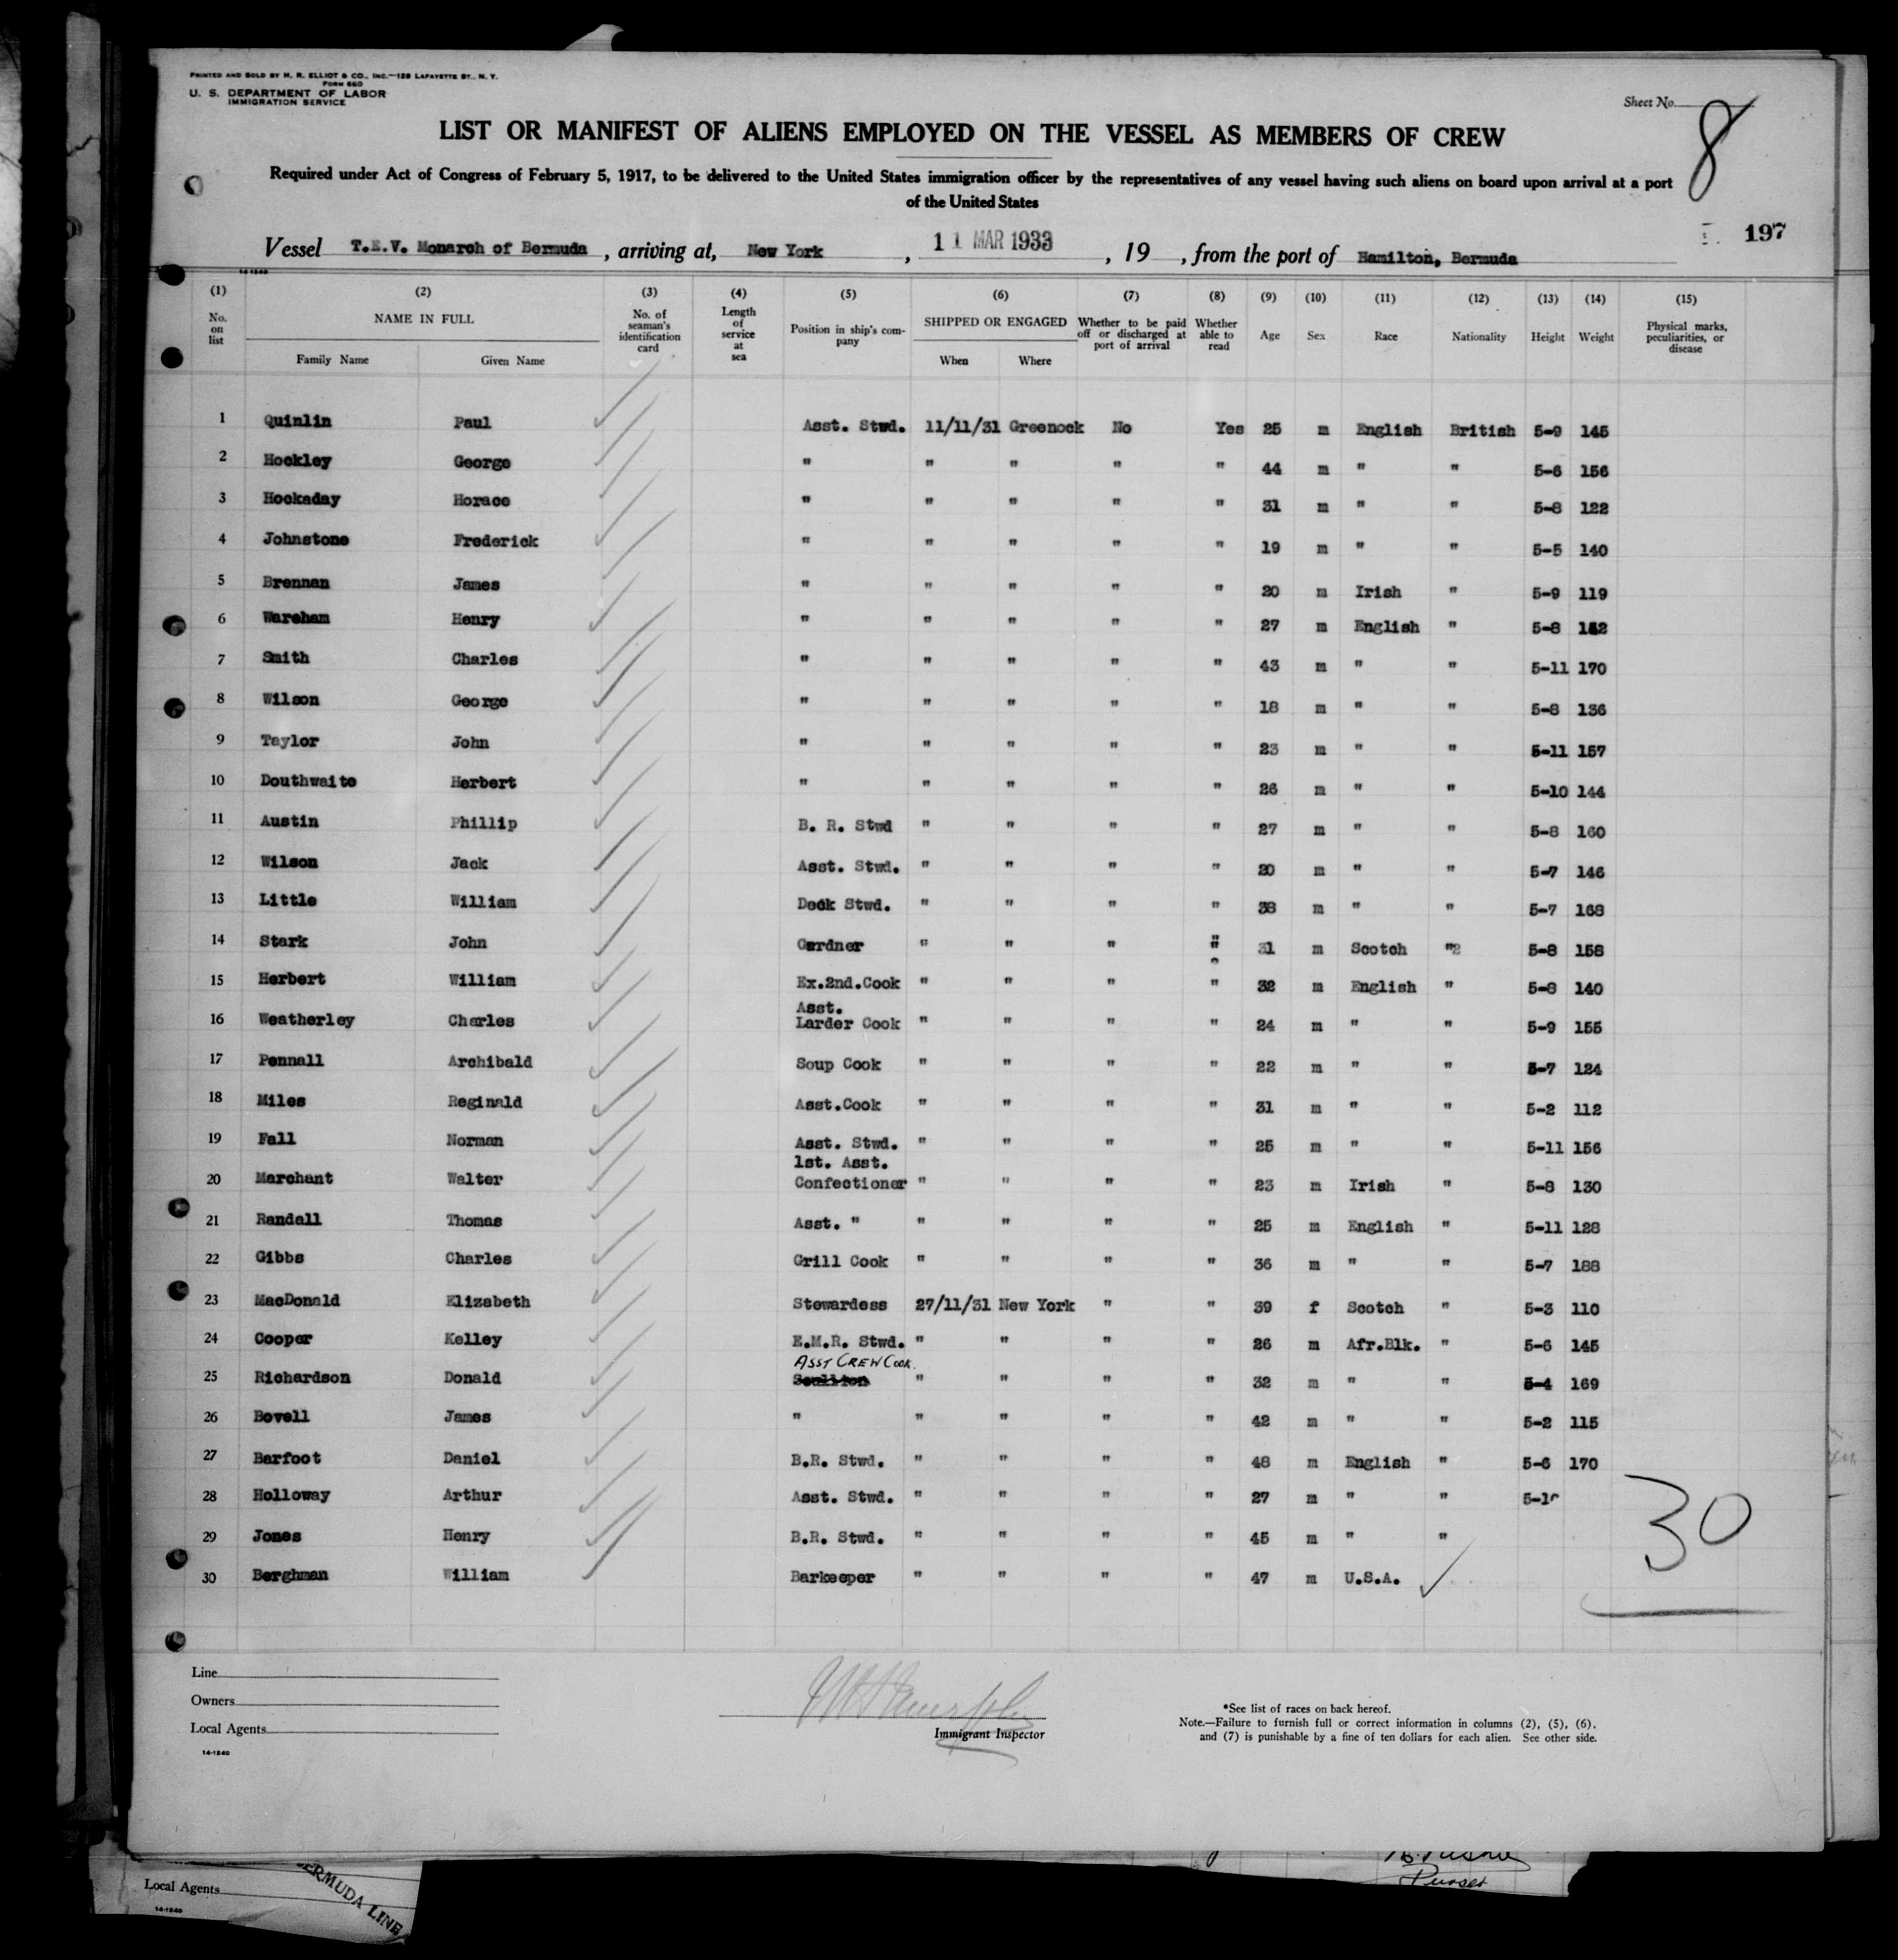 PRINTED AND SOLD BY M. R. ELLIOT & CO., INC.—129 LAFAYETTE ST., N. Y.
FORM 680
U. S. DEPARTMENT OF LABOR
IMMIGRATION SERVICE
Sheet No. 8
LIST OR MANIFEST OF ALIENS EMPLOYED ON THE VESSEL AS MEMBERS OF CREW
Required under Act of Congress of February 5, 1917, to be delivered to the United States immigration officer by the representatives of any vessel having such aliens on board upon arrival at a port
of the United States
197
Vessel T.E.V. Monarch of Bermuda , arriving at, New York , 11 MAR 1933 , 19 , from the port of Hamilton, Bermuda
14-1240
(1) (2) (3) (4) (5) (6) (7) (8) (9) (10) (11) (12) (13) (14) (15)
No. on list NAME IN FULL Family Name Given Name No. of seaman's identification card Length of service at sea Position in ship's company SHIPPED OR ENGAGED When Where Whether to be paid off or discharged at port of arrival Whether able to read Age Sex Race Nationality Height Weight Physical marks, peculiarities, or disease
1 Quinlin Paul Asst. Stwd. 11/11/31 Greenock No Yes 25 m English British 5-9 145
2 Hockley George " " " " " 44 m " " 5-6 156
3 Hockaday Horace " " " " " 31 m " " 5-8 122
4 Johnstone Frederick " " " " " 19 m " " 5-5 140
5 Brennan James " " " " " 20 m Irish " 5-9 119
6 Wareham Henry " " " " " 27 m English " 5-8
7 Smith Charles " " " " " 43 m " " 5-11 170
8 Wilson George " " " " " 18 m " " 5-8 136
9 Taylor John " " " " " 23 m " " 5-11 157
10 Douthwaite Herbert " " " " " 26 m " " 5-10 144
11 Austin Phillip B. R. Stwd " " " " 27 m " " 5-8 160
12 Wilson Jack Asst. Stwd. " " " " 20 m " " 5-7 146
13 Little William Deck Stwd. " " " " 38 m " " 5-7 168
14 Stark John Gardner " " " " 31 m Scotch " 5-8 158
15 Herbert William Ex.2nd.Cook " " " " 32 m English " 5-8 140
16 Weatherley Charles Asst. Larder Cook " " " " 24 m " " 5-9 155
17 Pennall Archibald Soup Cook " " " " 22 m " " 5-7 124
18 Miles Reginald Asst.Cook " " " " 31 m " " 5-2 112
19 Fall Norman Asst. Stwd. " " " " 25 m " " 5-11 156
20 Marchant Walter 1st. Asst. Confectioner " " " " 23 m Irish " 5-8 130
21 Randall Thomas Asst. " " " " " 25 m English " 5-11 128
22 Gibbs Charles Grill Cook " " " " 36 m " " 5-7 188
23 MacDonald Elizabeth Stewardess 27/11/31 New York " " 39 f Scotch " 5-3 110
24 Cooper Kelley E.M.R. Stwd. " " " " 26 m Afr.Blk. " 5-6 145
ASST CREW COOK.
25 Richardson Donald Scullion " " " " 32 m " " 5-4 169
26 Bovell James " " " " " 42 m " " 5-2 115
27 Barfoot Daniel B.R. Stwd. " " " " 48 m English " 5-6 170
28 Holloway Arthur Asst. Stwd. " " " " 27 m " "
29 Jones Henry B.R. Stwd. " " " " 45 m " "
30 Berghman William Barkeeper " " " " 47 m U.S.A.
30
Line
Owners
Local Agents
14-1240
Immigrant Inspector
*See list of races on back hereof.
Note.—Failure to furnish full or correct information in columns (2), (5), (6), and (7) is punishable by a fine of ten dollars for each alien. See other side.
Local Agents
14-1240
BERMUDA LINE
Purser